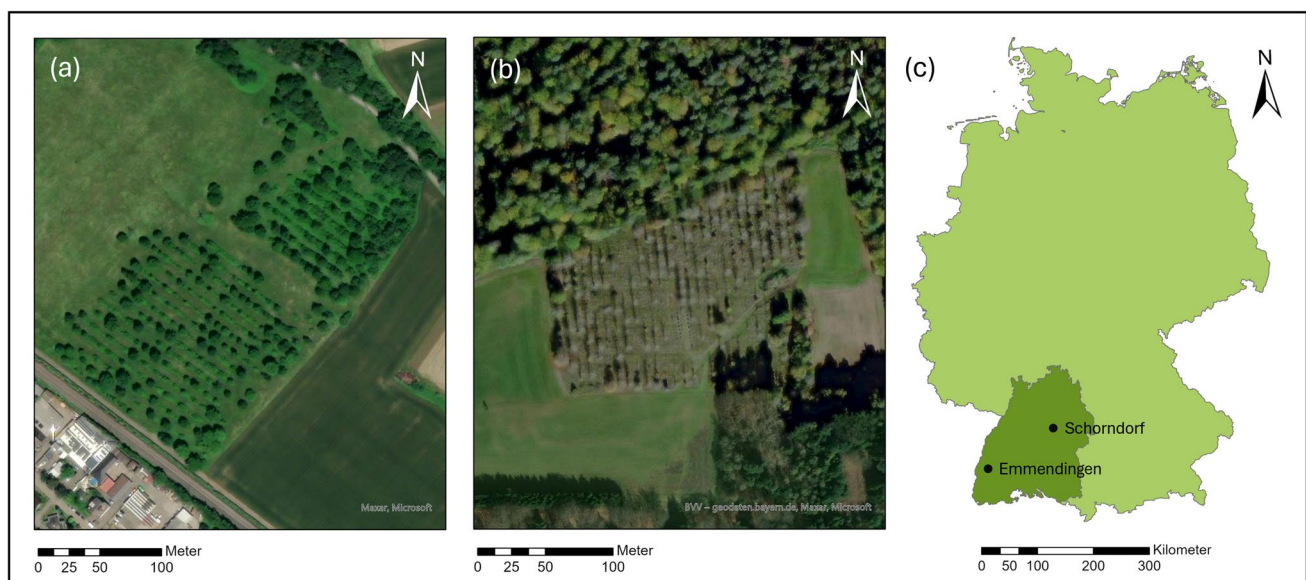 (a)
N
Maxar, Microsoft
Meter
0 25 50 100
(b)
N
BVV – geodaten.bayern.de, Maxar, Microsoft
Meter
0 25 50 100
(c)
N
Schorndorf
Emmendingen
Kilometer
0 50 100 200 300